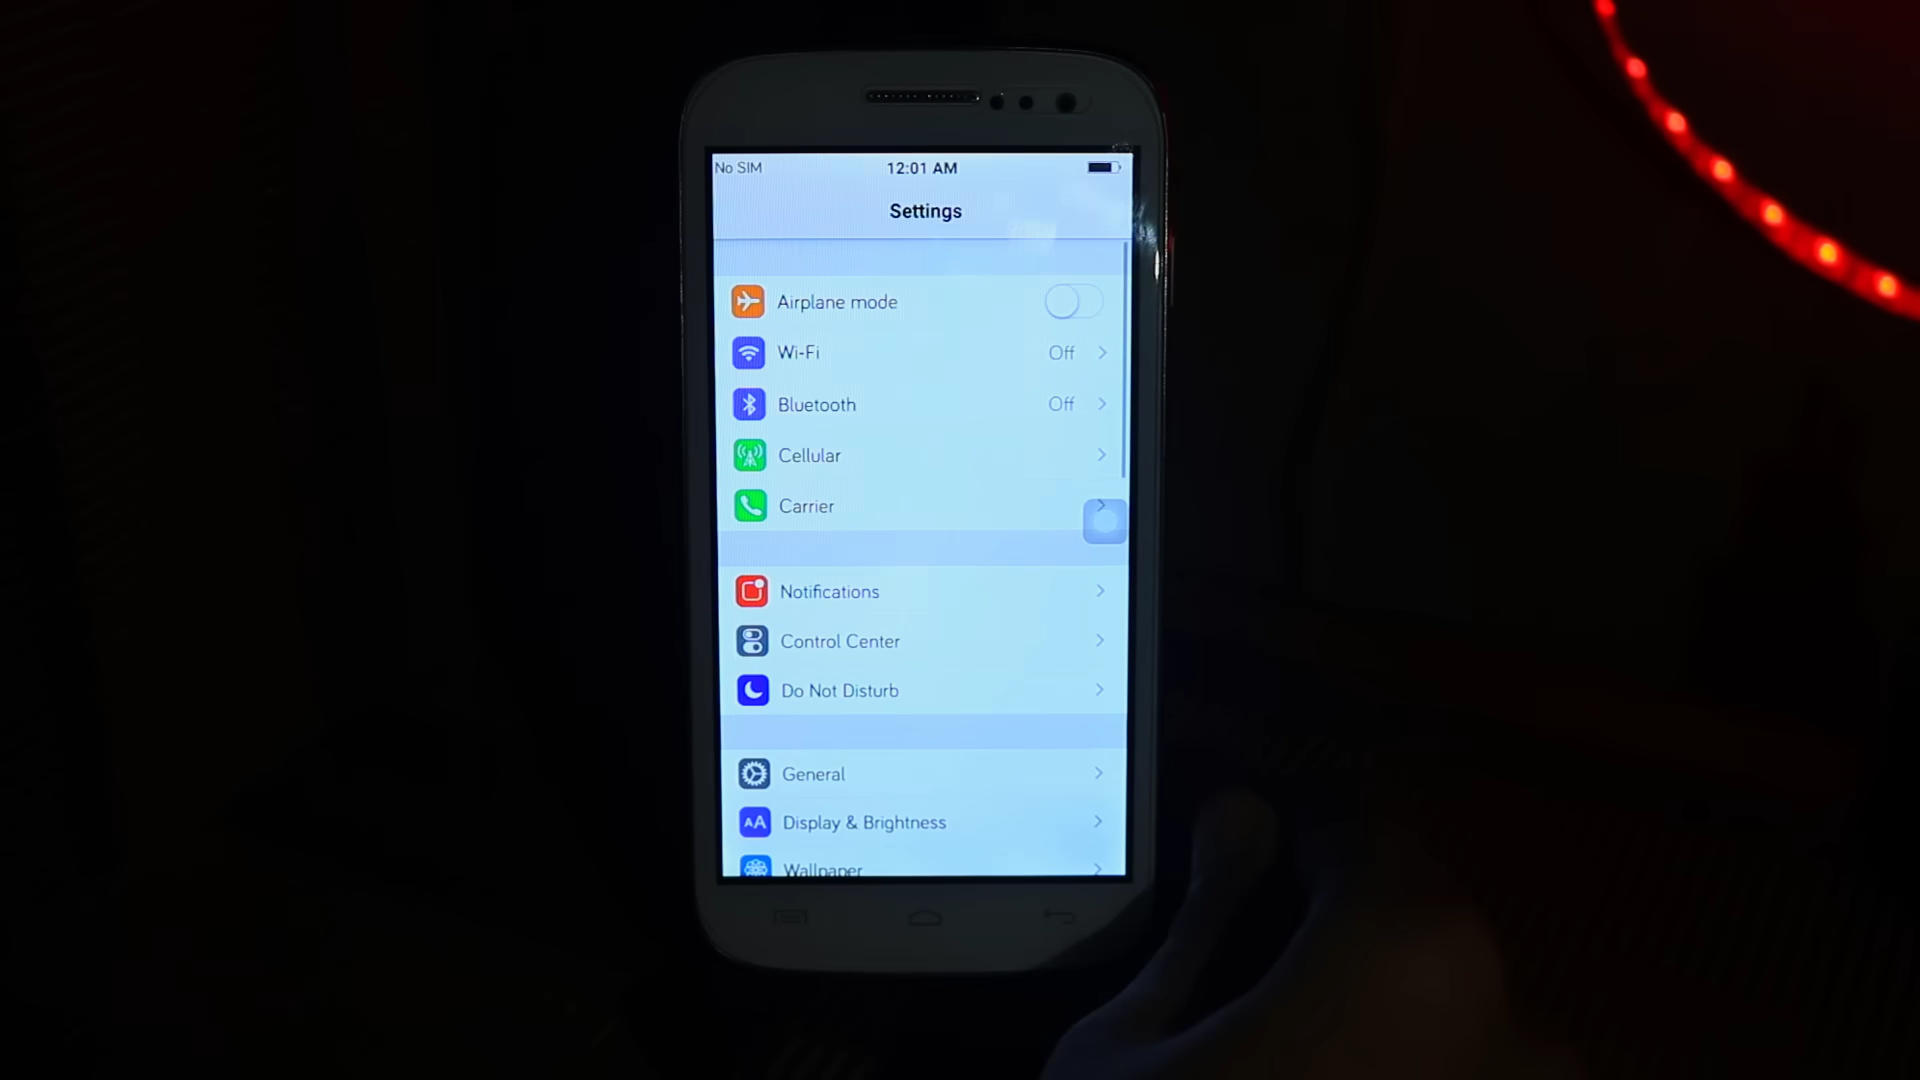 No SIM 12:01 AM
Settings
Airplane mode
Wi-Fi Off
Bluetooth Off
Cellular
Carrier
Notifications
Control Center
Do Not Disturb
General
AA Display & Brightness
Wallpaper